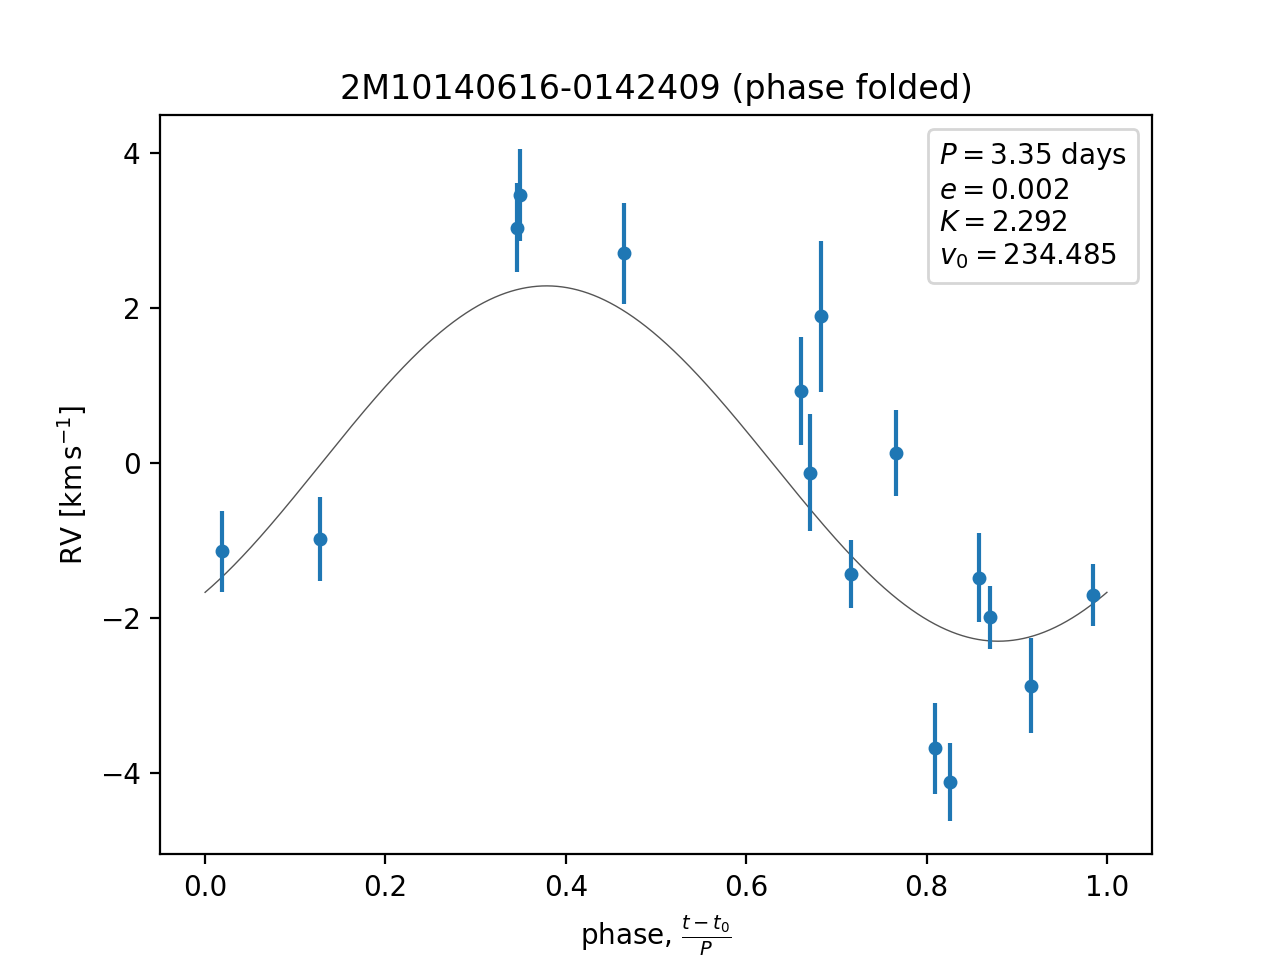 2M10140616-0142409 (phase folded)
P = 3.35 days
e = 0.002
K = 2.292
v₀ = 234.485
4
2
0
−2
−4
RV [km s⁻¹]
0.0 0.2 0.4 0.6 0.8 1.0
phase, (t − t₀)/P